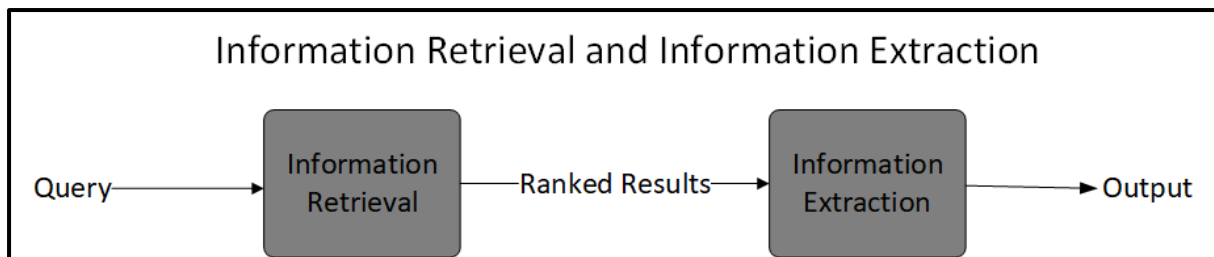 Information Retrieval and Information Extraction
Query
Information
Retrieval
Ranked Results
Information
Extraction
Output